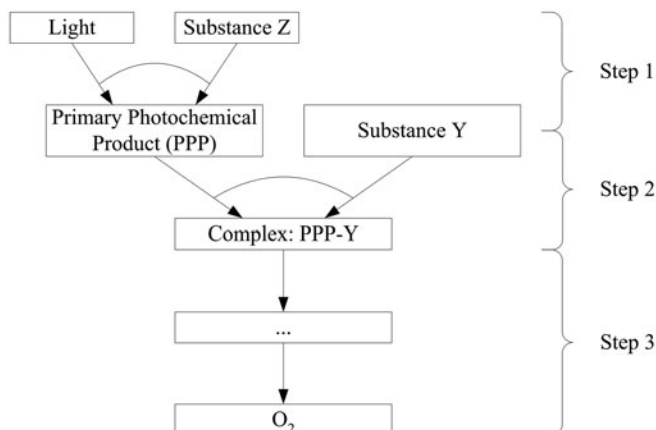 Light
Substance Z
Step 1
Primary Photochemical
Product (PPP)
Substance Y
Step 2
Complex: PPP-Y
...
Step 3
O₂